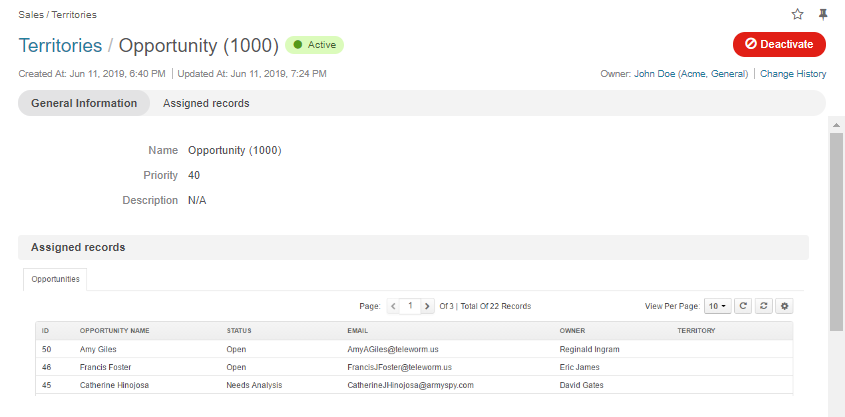 Sales / Territories
Territories / Opportunity (1000) Active Deactivate
Created At: Jun 11, 2019, 6:40 PM | Updated At: Jun 11, 2019, 7:24 PM Owner: John Doe (Acme, General) | Change History
General Information Assigned records
Name Opportunity (1000)
Priority 40
Description N/A
Assigned records
Opportunities
Page: 1 Of 3 | Total Of 22 Records View Per Page: 10
ID OPPORTUNITY NAME STATUS EMAIL OWNER TERRITORY
50 Amy Giles Open AmyAGiles@teleworm.us Reginald Ingram
46 Francis Foster Open FrancisJFoster@teleworm.us Eric James
45 Catherine Hinojosa Needs Analysis CatherineJHinojosa@armyspy.com David Gates